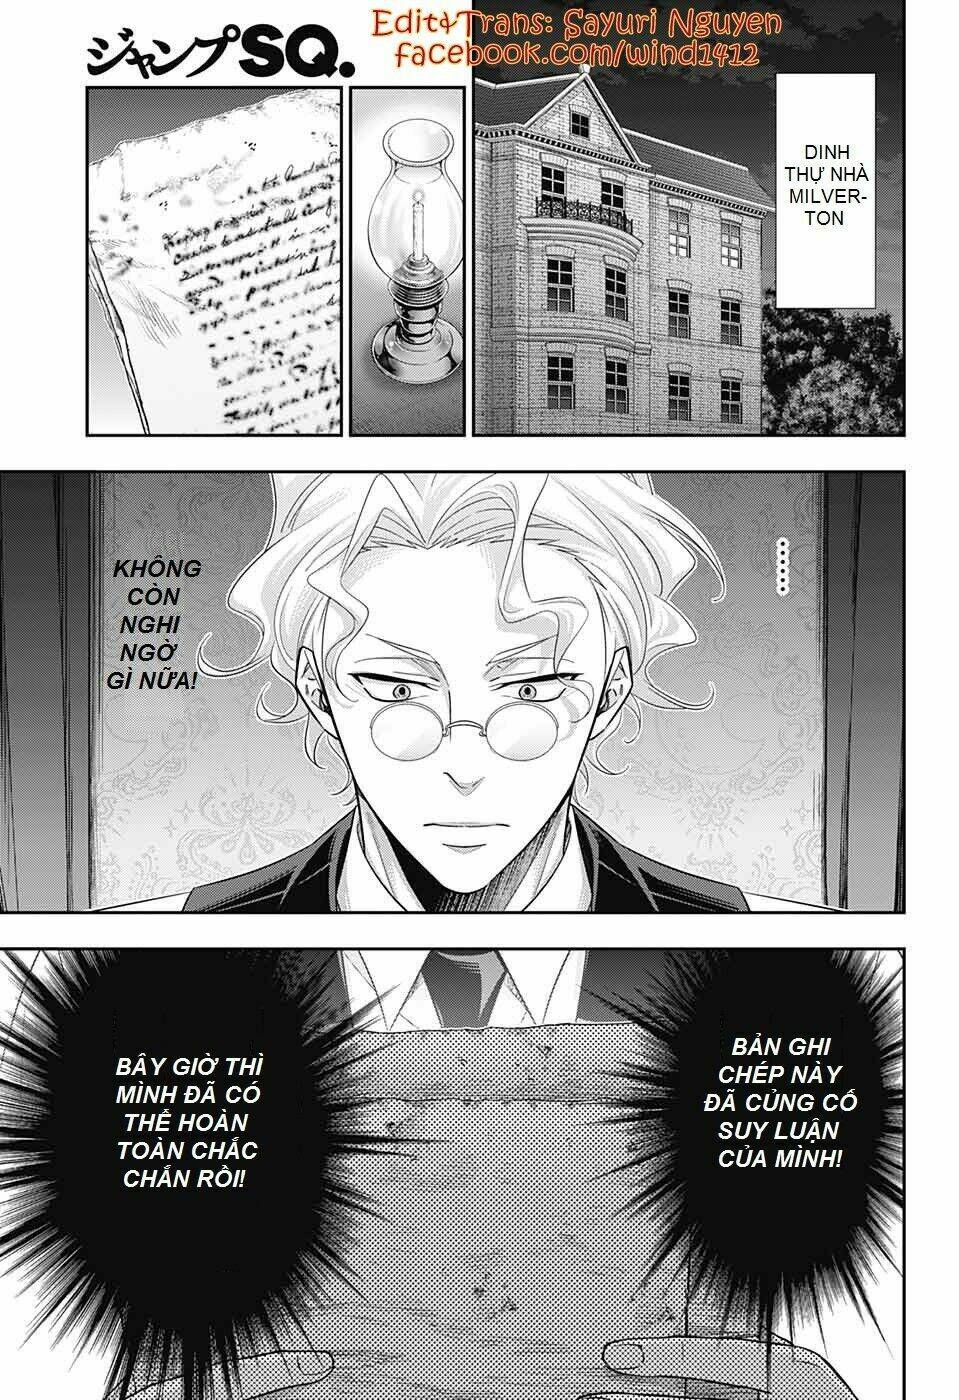 Edit&Trans: Sayuri Nguyen
facebook.com/wind1412
ジャンプSQ.
DINH
THỰ NHÀ
MILVER-
TON
......
KHÔNG
CÒN
NGHI
NGỜ
GÌ NỮA!
BẢN GHI
CHÉP NÀY
ĐÃ CỦNG CỐ
SUY LUẬN
CỦA MÌNH!
BÂY GIỜ THÌ
MÌNH ĐÃ CÓ
THỂ HOÀN
TOÀN CHẮC
CHẮN RỒI!